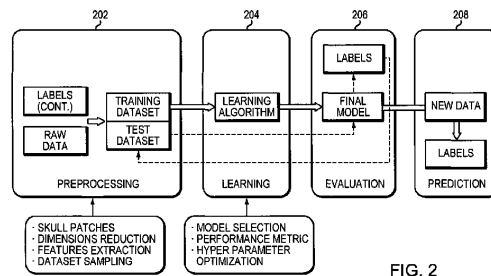 202
204
206
208
LABELS
(CONT.)
RAW
DATA
TRAINING
DATASET
TEST
DATASET
PREPROCESSING
LEARNING
ALGORITHM
LEARNING
LABELS
FINAL
MODEL
EVALUATION
NEW DATA
LABELS
PREDICTION
· SKULL PATCHES
· DIMENSIONS REDUCTION
· FEATURES EXTRACTION
· DATASET SAMPLING
· MODEL SELECTION
· PERFORMANCE METRIC
· HYPER PARAMETER
OPTIMIZATION
FIG. 2